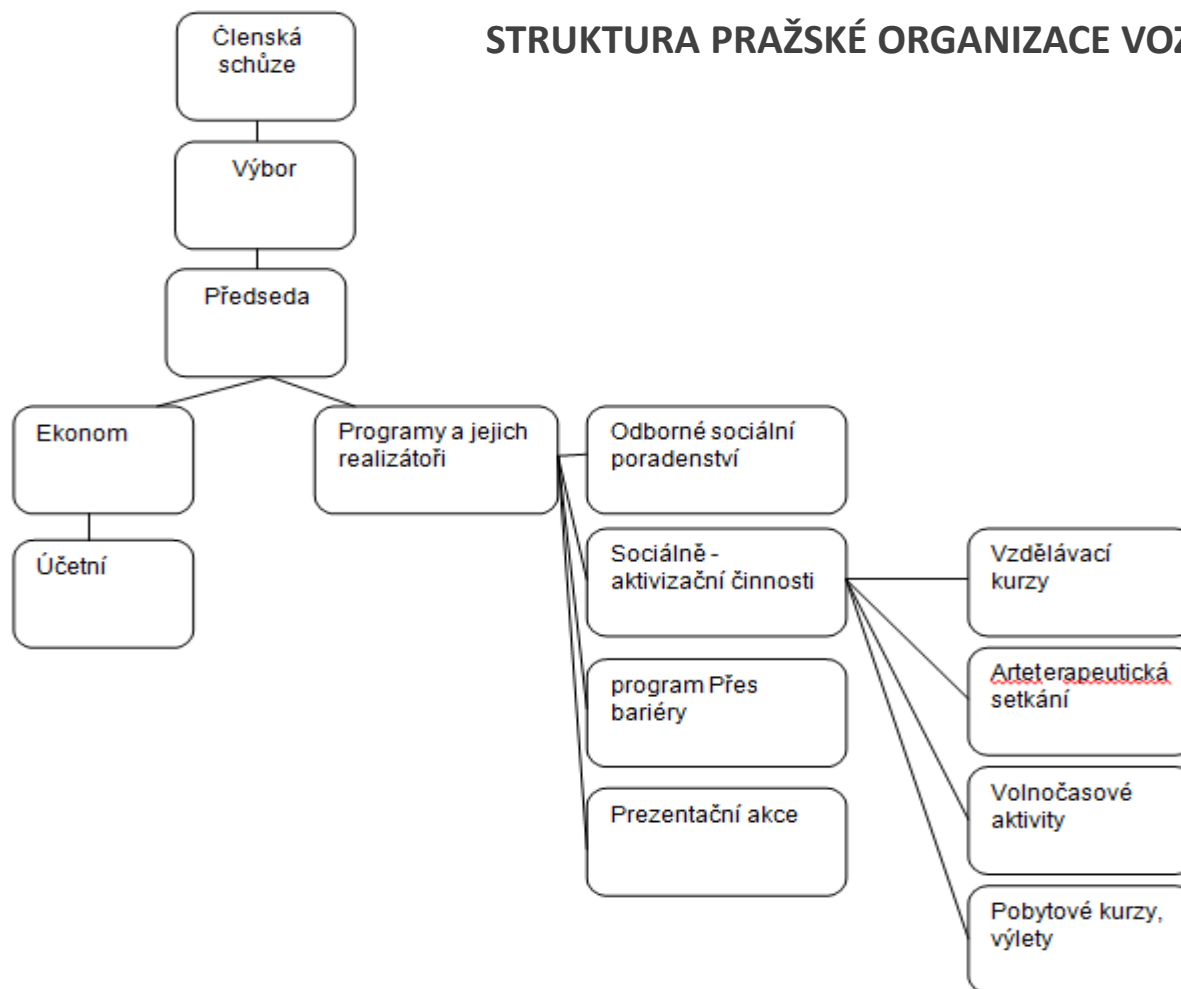 STRUKTURA PRAŽSKÉ ORGANIZACE
Členská
schůze
Výbor
Předseda
Ekonom
Programy a jejich
realizátoři
Odborné sociální
poradenství
Účetní
Sociálně -
aktivizační činnosti
Vzdělávací
kurzy
program Přes
bariéry
Arteterapeutická
setkání
Prezentační akce
Volnočasové
aktivity
Pobytové kurzy,
výlety